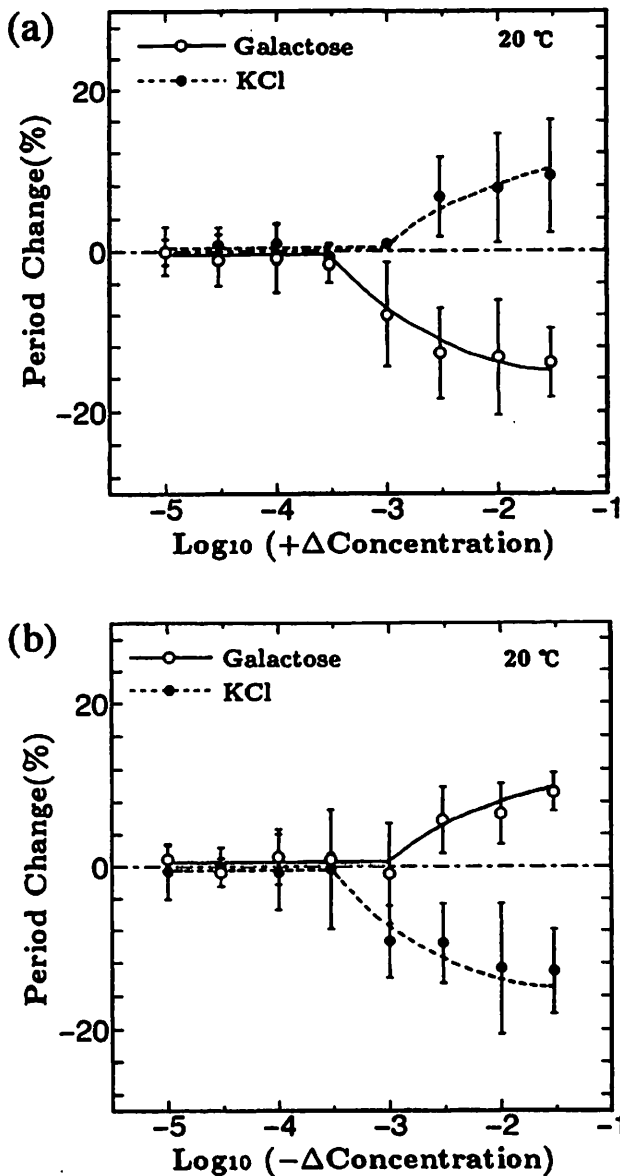 (a)
Galactose
20 ℃
KCl
20
0
−20
Period Change(%)
−5 −4 −3 −2 −1
Log10 (+ΔConcentration)
(b)
Galactose
20 ℃
KCl
20
0
−20
Period Change(%)
−5 −4 −3 −2 −1
Log10 (−ΔConcentration)